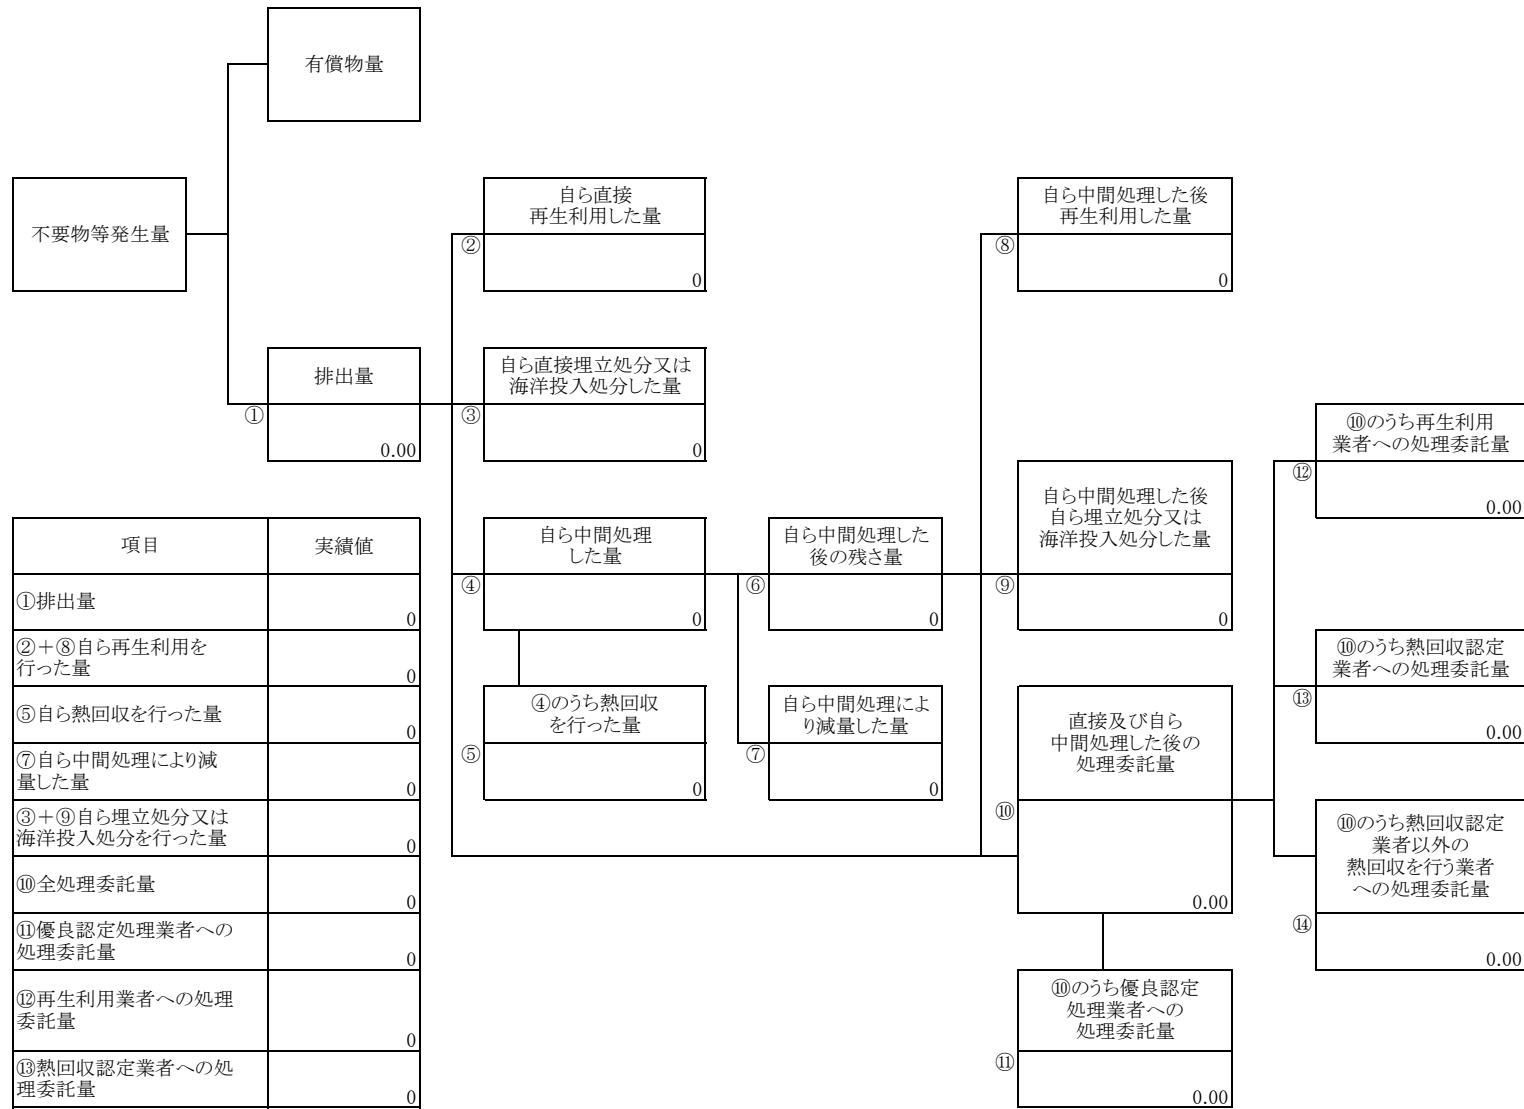 有償物量
不要物等発生量
自ら直接
再生利用した量
②
0
自ら中間処理した後
再生利用した量
⑧
0
排出量
①
0.00
自ら直接埋立処分又は
海洋投入処分した量
③
0
⑩のうち再生利用
業者への処理委託量
⑫
0.00
自ら中間処理
した量
④
0
自ら中間処理した
後の残さ量
⑥
0
自ら中間処理した後
自ら埋立処分又は
海洋投入処分した量
⑨
0
⑩のうち熱回収認定
業者への処理委託量
⑬
0.00
④のうち熱回収
を行った量
⑤
0
自ら中間処理によ
り減量した量
⑦
0
直接及び自ら
中間処理した後の
処理委託量
⑩
0.00
⑩のうち熱回収認定
業者以外の
熱回収を行う業者
への処理委託量
⑭
0.00
⑩のうち優良認定
処理業者への
処理委託量
⑪
0.00
項目 実績値
①排出量
0
②＋⑧自ら再生利用を
行った量
0
⑤自ら熱回収を行った量
0
⑦自ら中間処理により減
量した量
0
③＋⑨自ら埋立処分又は
海洋投入処分を行った量
0
⑩全処理委託量
0
⑪優良認定処理業者への
処理委託量
0
⑫再生利用業者への処理
委託量
0
⑬熱回収認定業者への処
理委託量
0